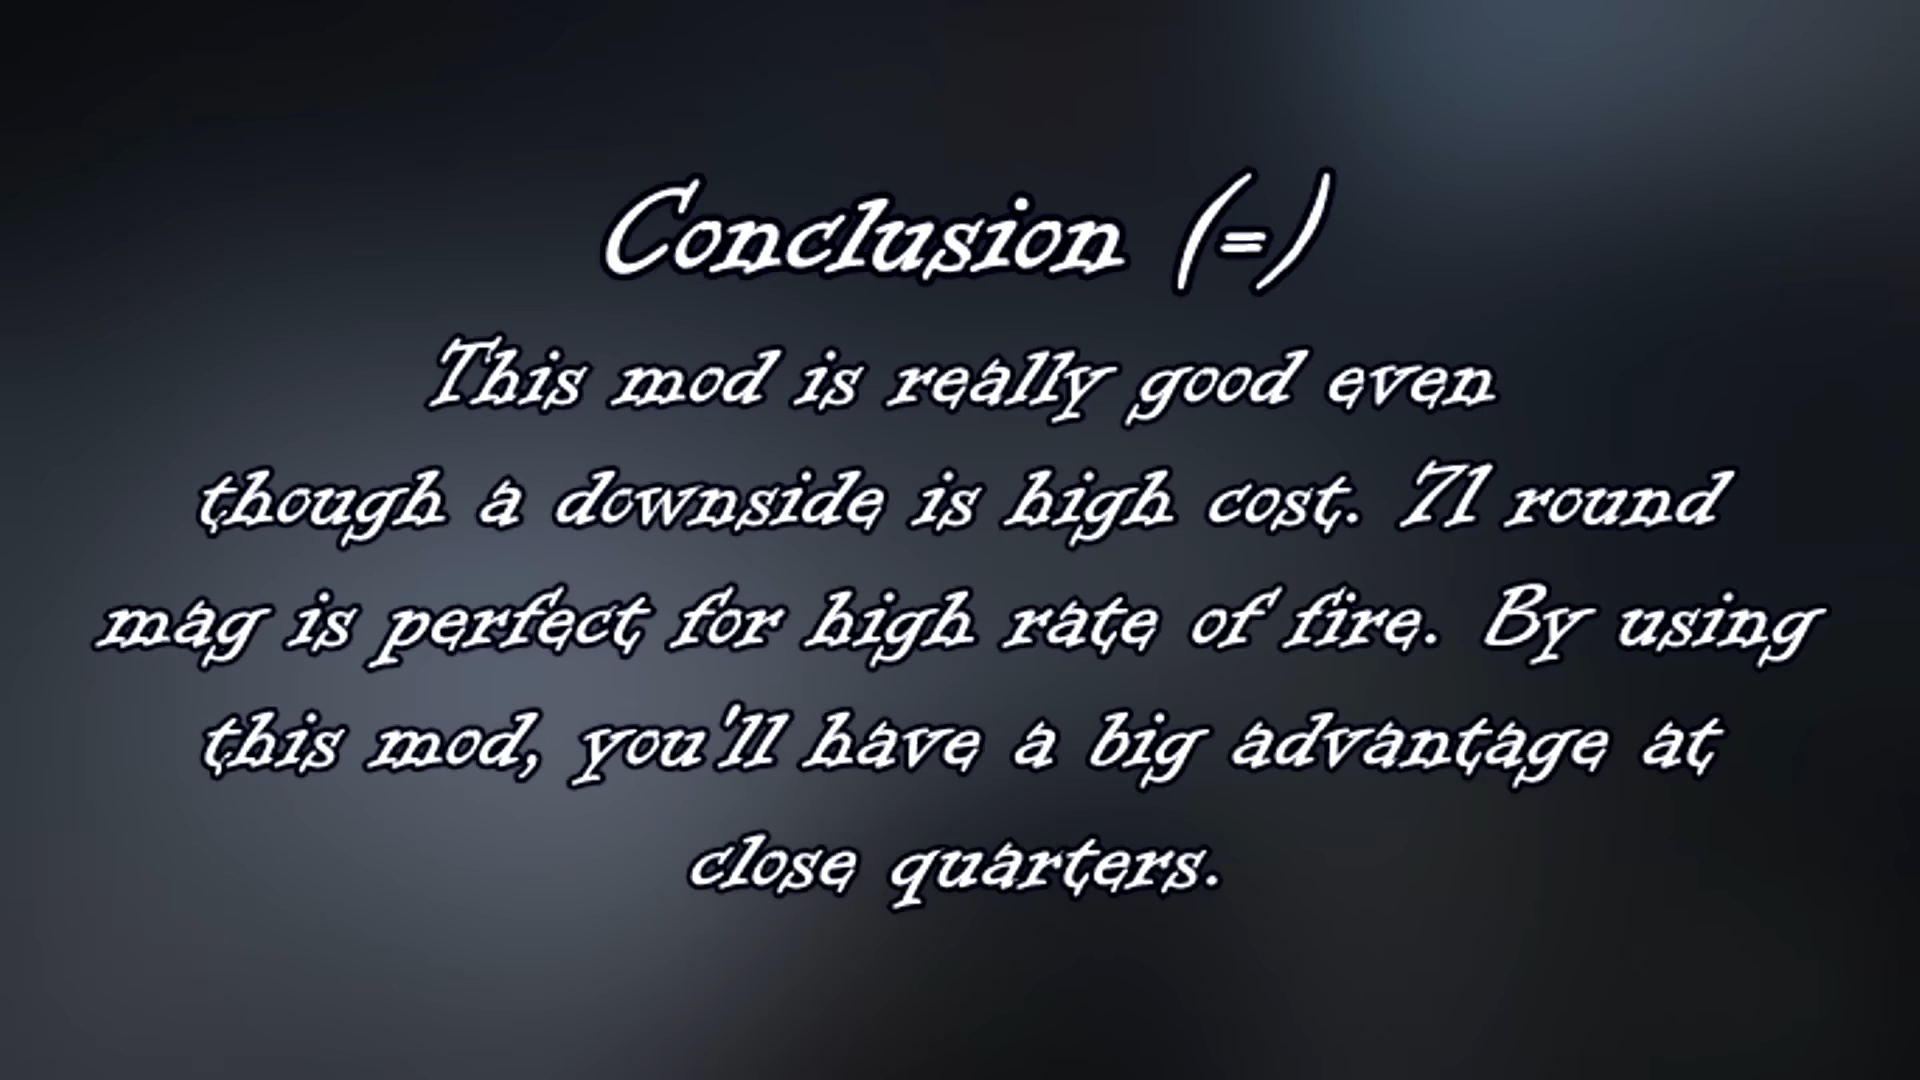 Conclusion (=)
This mod is really good even
though a downside is high cost. 71 round
mag is perfect for high rate of fire. By using
this mod, you'll have a big advantage at
close quarters.